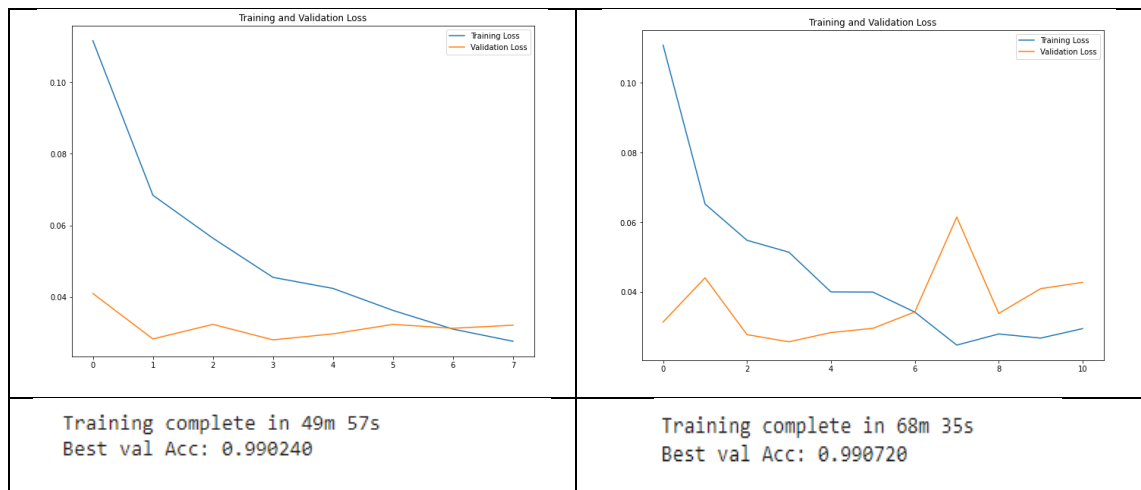 Training and Validation Loss
Training Loss
Validation Loss
0.10
0.08
0.06
0.04
0 1 2 3 4 5 6 7
Training and Validation Loss
Training Loss
Validation Loss
0.10
0.08
0.06
0.04
0 2 4 6 8 10
Training complete in 49m 57s
Best val Acc: 0.990240
Training complete in 68m 35s
Best val Acc: 0.990720